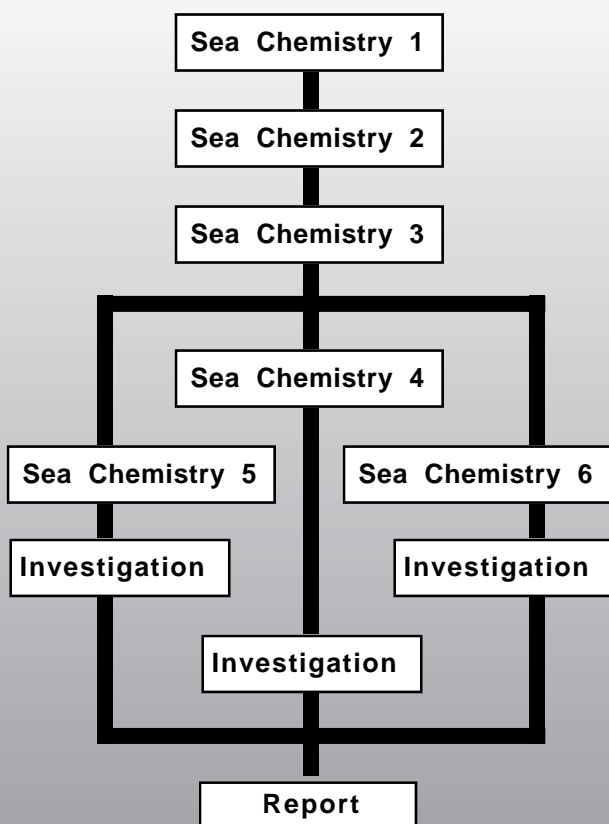 Sea Chemistry 1
Sea Chemistry 2
Sea Chemistry 3
Sea Chemistry 4
Sea Chemistry 5
Sea Chemistry 6
Investigation
Investigation
Investigation
Report